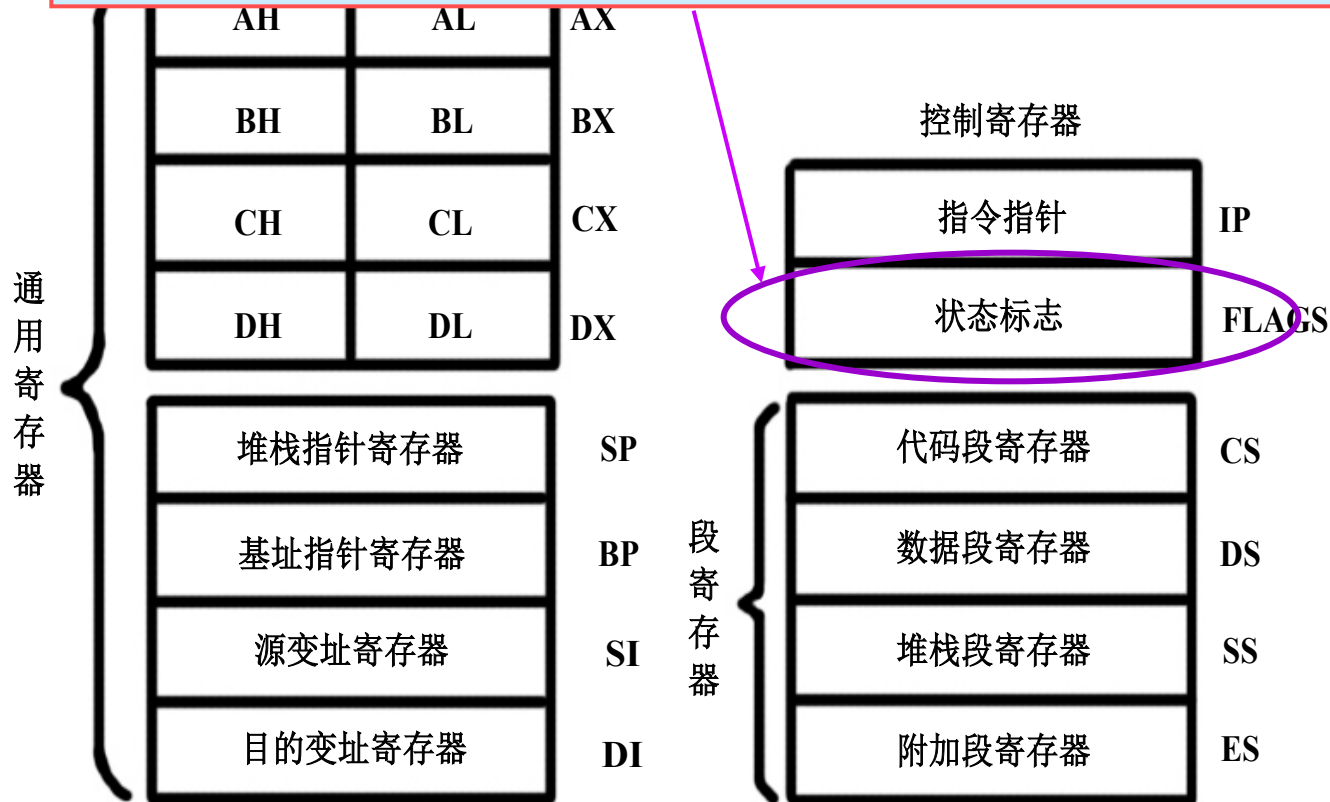 AH AL AX
BH BL BX
CH CL CX
DH DL DX
通用寄存器
堆栈指针寄存器 SP
基址指针寄存器 BP
源变址寄存器 SI
目的变址寄存器 DI
控制寄存器
指令指针 IP
状态标志 FLAGS
段寄存器
代码段寄存器 CS
数据段寄存器 DS
堆栈段寄存器 SS
附加段寄存器 ES